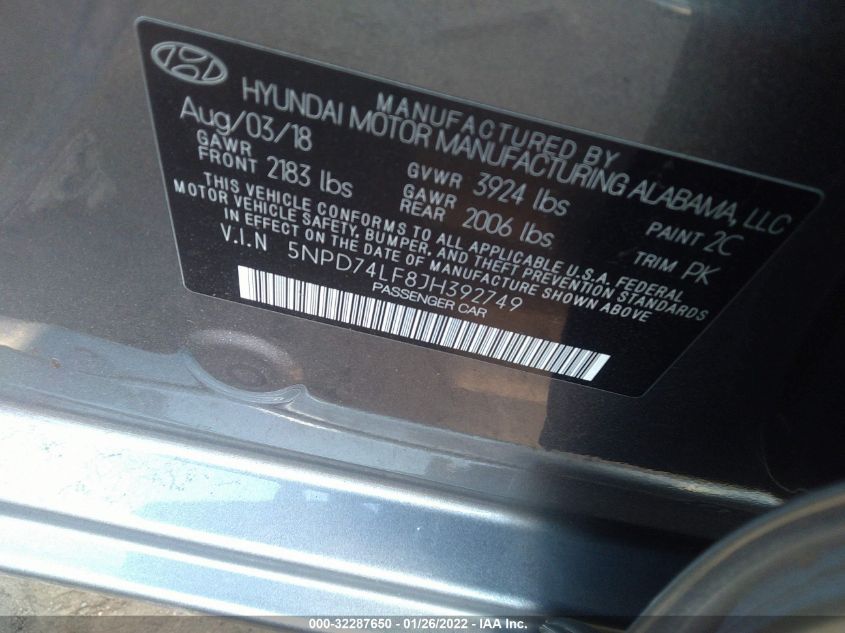 MANUFACTURED BY
HYUNDAI MOTOR MANUFACTURING ALABAMA, LLC
Aug/03/18
GVWR 3924 lbs
PAINT 2C
GAWR FRONT 2183 lbs
GAWR REAR 2006 lbs
TRIM PK
THIS VEHICLE CONFORMS TO ALL APPLICABLE U.S.A. FEDERAL
MOTOR VEHICLE SAFETY, BUMPER, AND THEFT PREVENTION STANDARDS
IN EFFECT ON THE DATE OF MANUFACTURE SHOWN ABOVE
V.I.N 5NPD74LF8JH392749
PASSENGER CAR
000-32287650 - 01/26/2022 - IAA Inc.